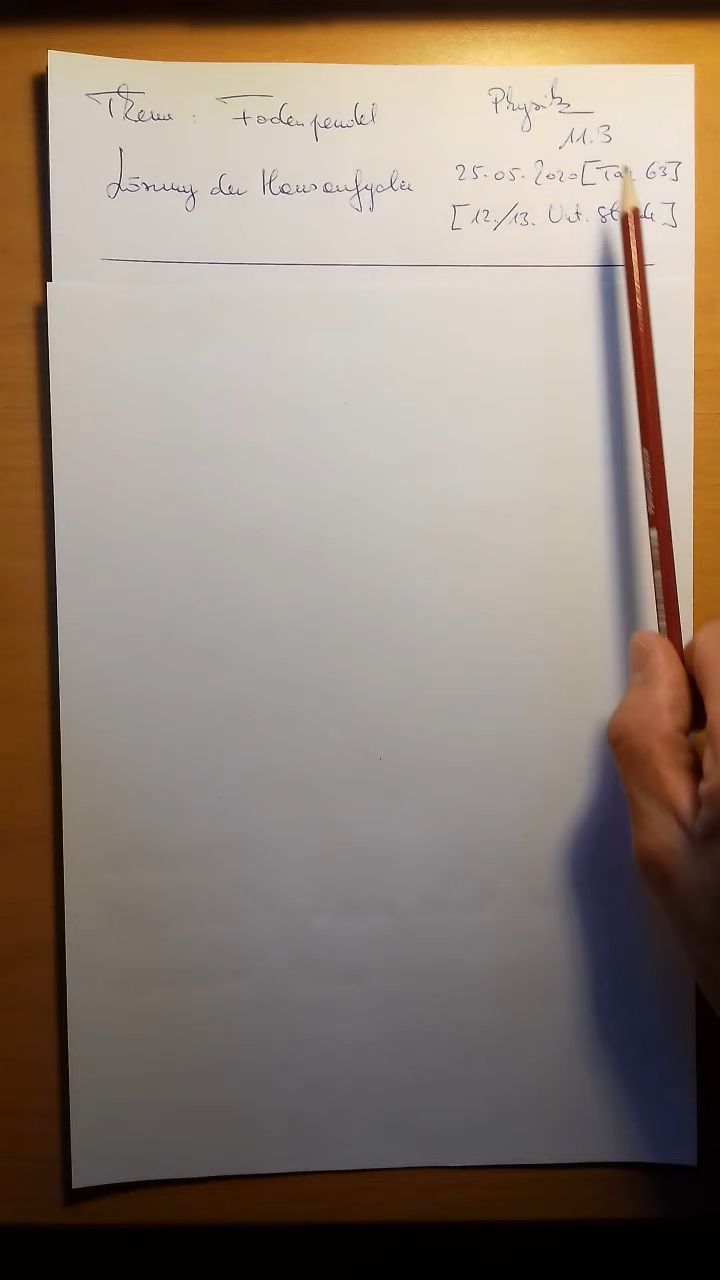 Thema : Fadenpendel
Physik
11.3
Lösung der Hausaufgabe
25.05.2020 [Tag 63]
[12./13. Unt. Stunde]